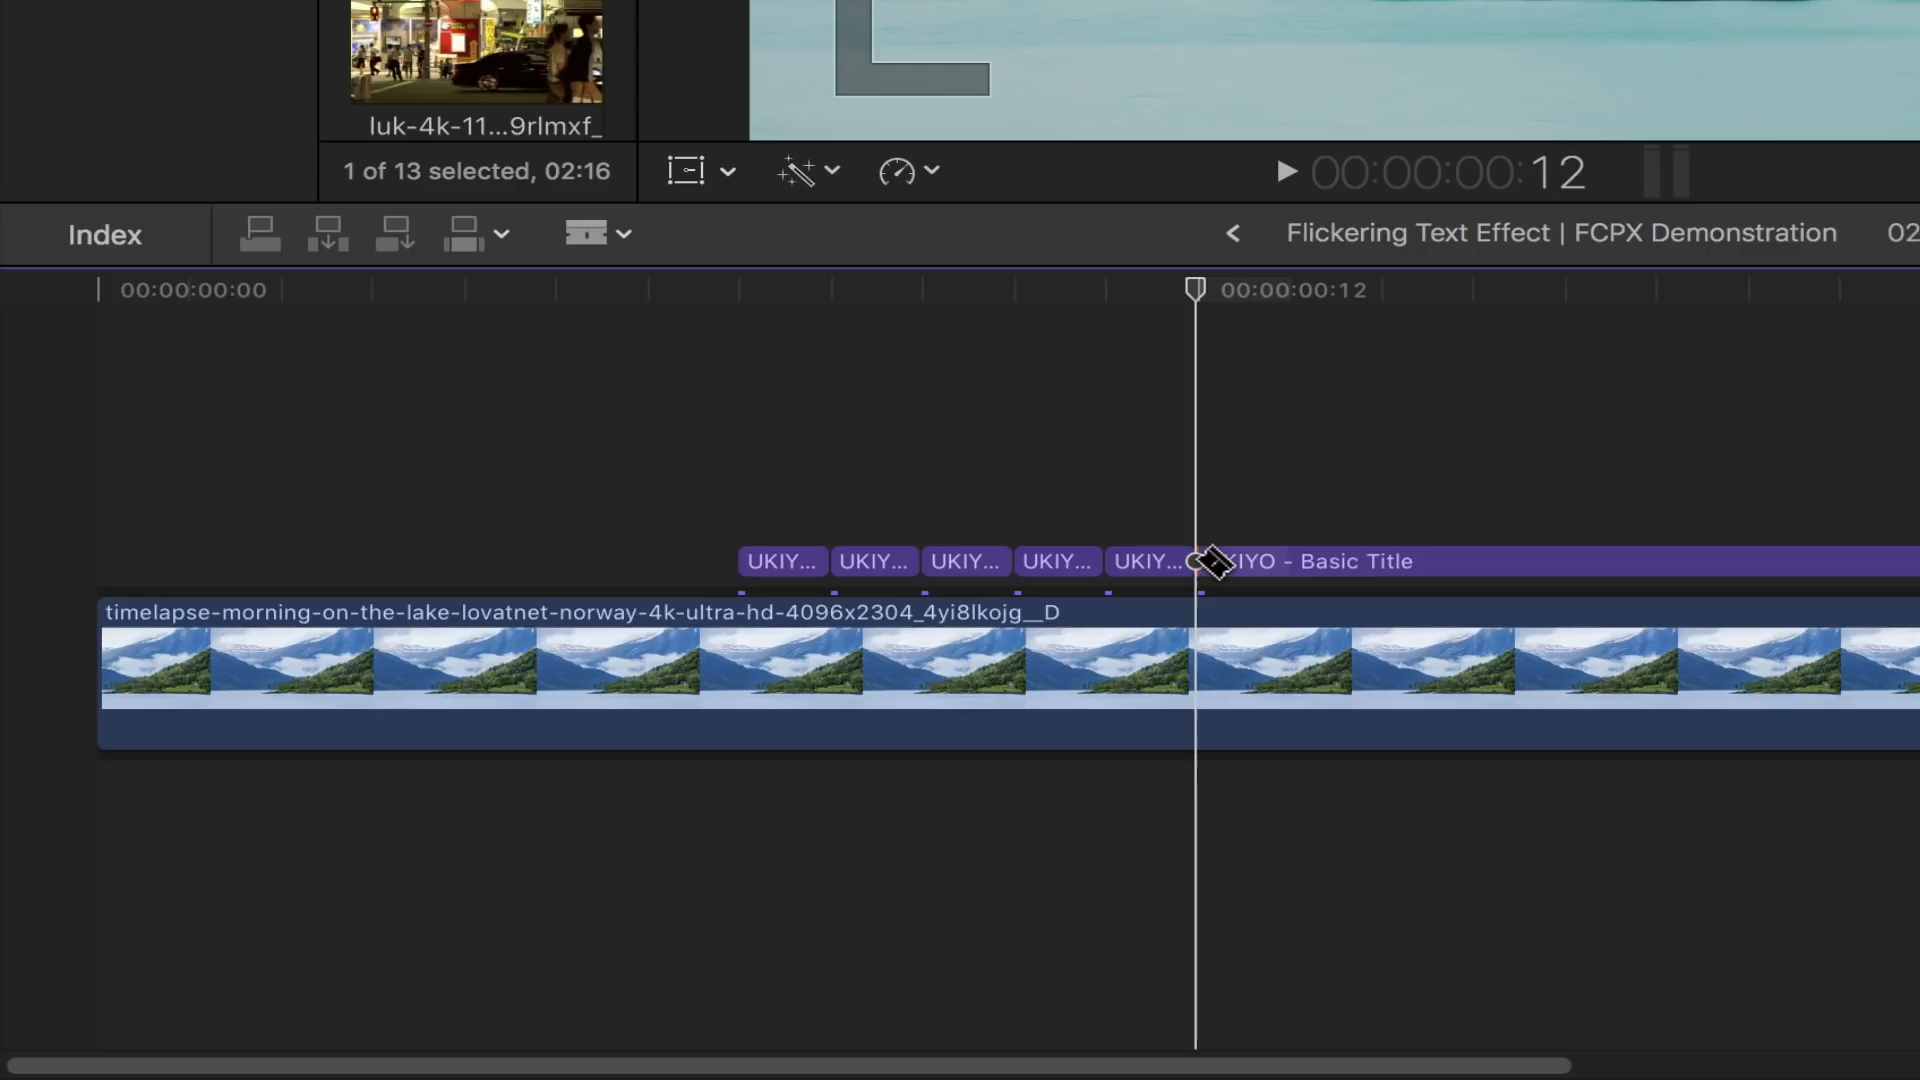 luk-4k-11...9rlmxf_
1 of 13 selected, 02:16
00:00:00:12
Index
Flickering Text Effect | FCPX Demonstration
02
00:00:00:00
00:00:00:12
UKIY...
UKIY...
UKIY...
UKIY...
UKIY...
KIYO - Basic Title
timelapse-morning-on-the-lake-lovatnet-norway-4k-ultra-hd-4096x2304_4yi8lkojg__D